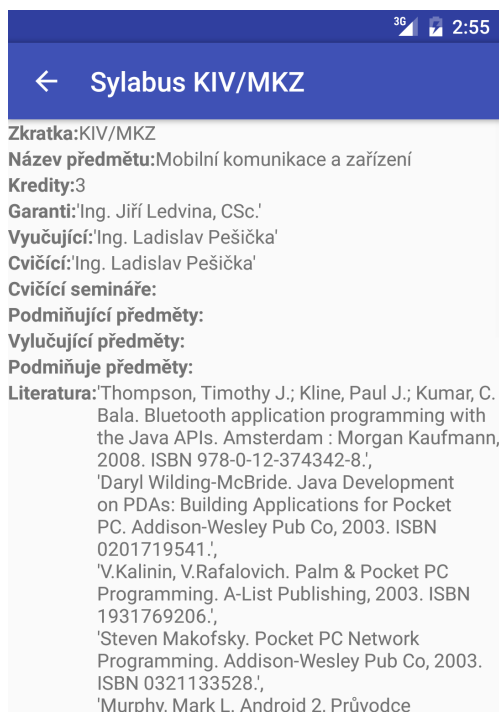 3G 2:55
Sylabus KIV/MKZ
Zkratka:KIV/MKZ
Název předmětu:Mobilní komunikace a zařízení
Kredity:3
Garanti:'Ing. Jiří Ledvina, CSc.'
Vyučující:'Ing. Ladislav Pešička'
Cvičící:'Ing. Ladislav Pešička'
Cvičící semináře:
Podmiňující předměty:
Vylučující předměty:
Podmiňuje předměty:
Literatura:'Thompson, Timothy J.; Kline, Paul J.; Kumar, C.
Bala. Bluetooth application programming with
the Java APIs. Amsterdam : Morgan Kaufmann,
2008. ISBN 978-0-12-374342-8.',
'Daryl Wilding-McBride. Java Development
on PDAs: Building Applications for Pocket
PC. Addison-Wesley Pub Co, 2003. ISBN
0201719541.',
'V.Kalinin, V.Rafalovich. Palm & Pocket PC
Programming. A-List Publishing, 2003. ISBN
1931769206.',
'Steven Makofsky. Pocket PC Network
Programming. Addison-Wesley Pub Co, 2003.
ISBN 0321133528.',
'Murphy, Mark L. Android 2. Průvodce